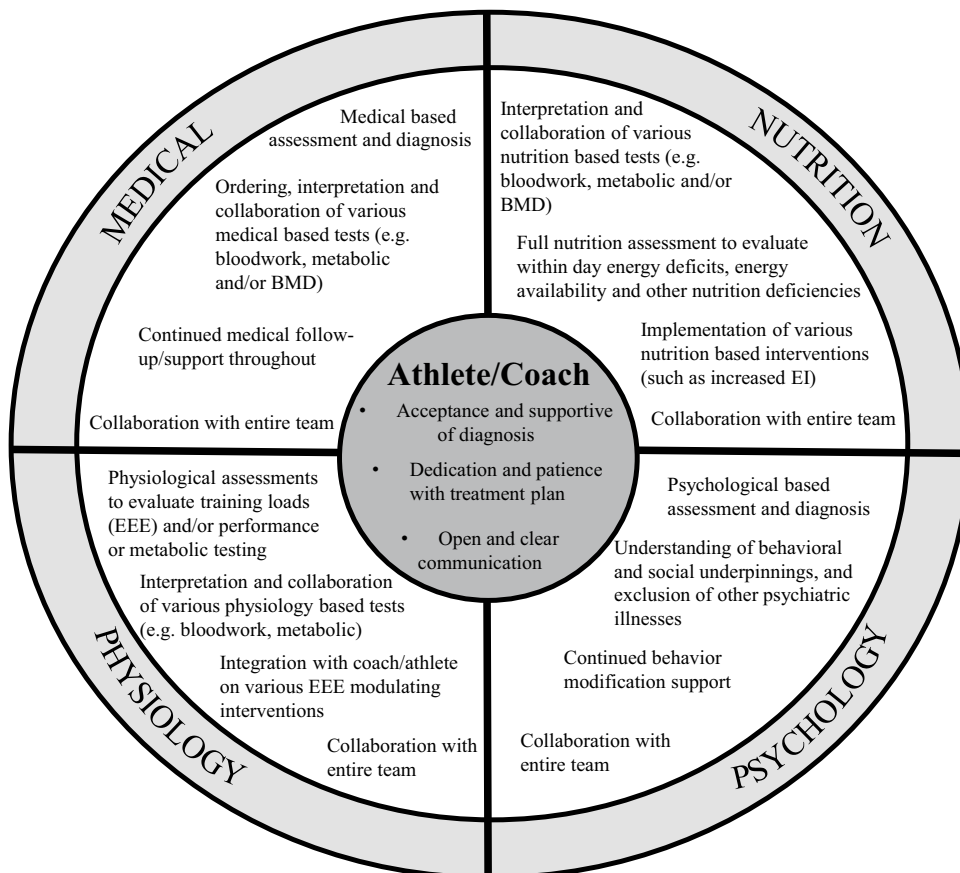 MEDICAL
Medical based
assessment and diagnosis
Ordering, interpretation and
collaboration of various
medical based tests (e.g.
bloodwork, metabolic
and/or BMD)
Continued medical follow-
up/support throughout
Collaboration with entire team
NUTRITION
Interpretation and
collaboration of various
nutrition based tests (e.g.
bloodwork, metabolic and/or
BMD)
Full nutrition assessment to evaluate
within day energy deficits, energy
availability and other nutrition deficiencies
Implementation of various
nutrition based interventions
(such as increased EI)
Collaboration with entire team
Athlete/Coach
• Acceptance and supportive
of diagnosis
• Dedication and patience
with treatment plan
• Open and clear
communication
PHYSIOLOGY
Physiological assessments
to evaluate training loads
(EEE) and/or performance
or metabolic testing
Interpretation and collaboration
of various physiology based tests
(e.g. bloodwork, metabolic)
Integration with coach/athlete
on various EEE modulating
interventions
Collaboration with
entire team
PSYCHOLOGY
Psychological based
assessment and diagnosis
Understanding of behavioral
and social underpinnings, and
exclusion of other psychiatric
illnesses
Continued behavior
modification support
Collaboration with
entire team